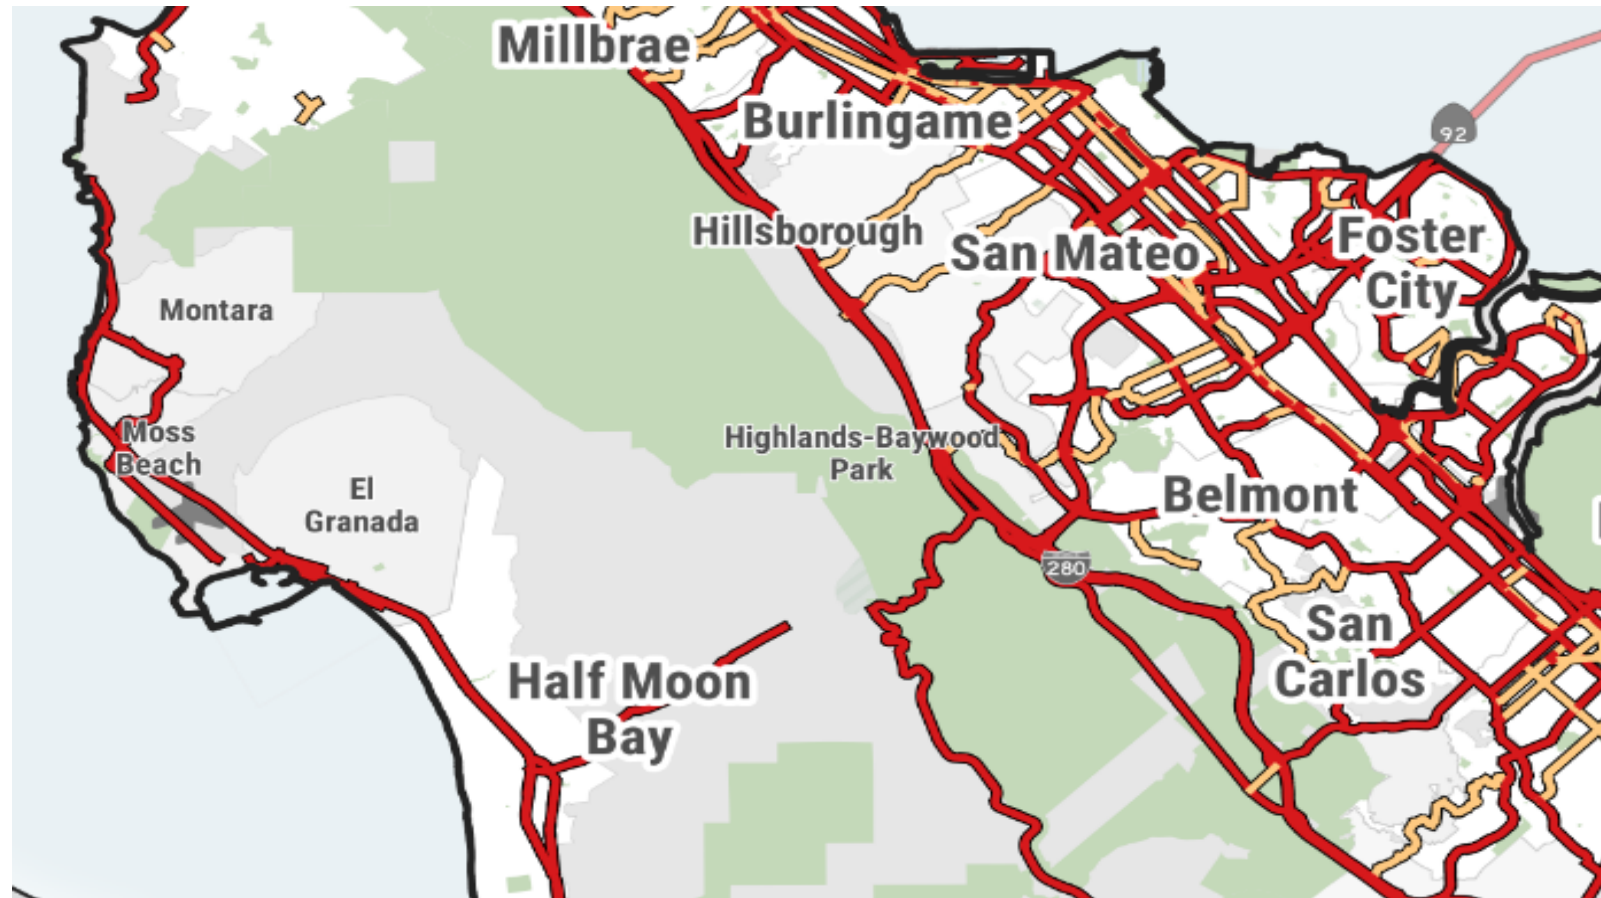 Millbrae
Burlingame
92
Hillsborough
San Mateo
Foster
City
Montara
Moss
Beach
Highlands-Baywood
Park
El
Granada
Belmont
280
San
Carlos
Half Moon
Bay